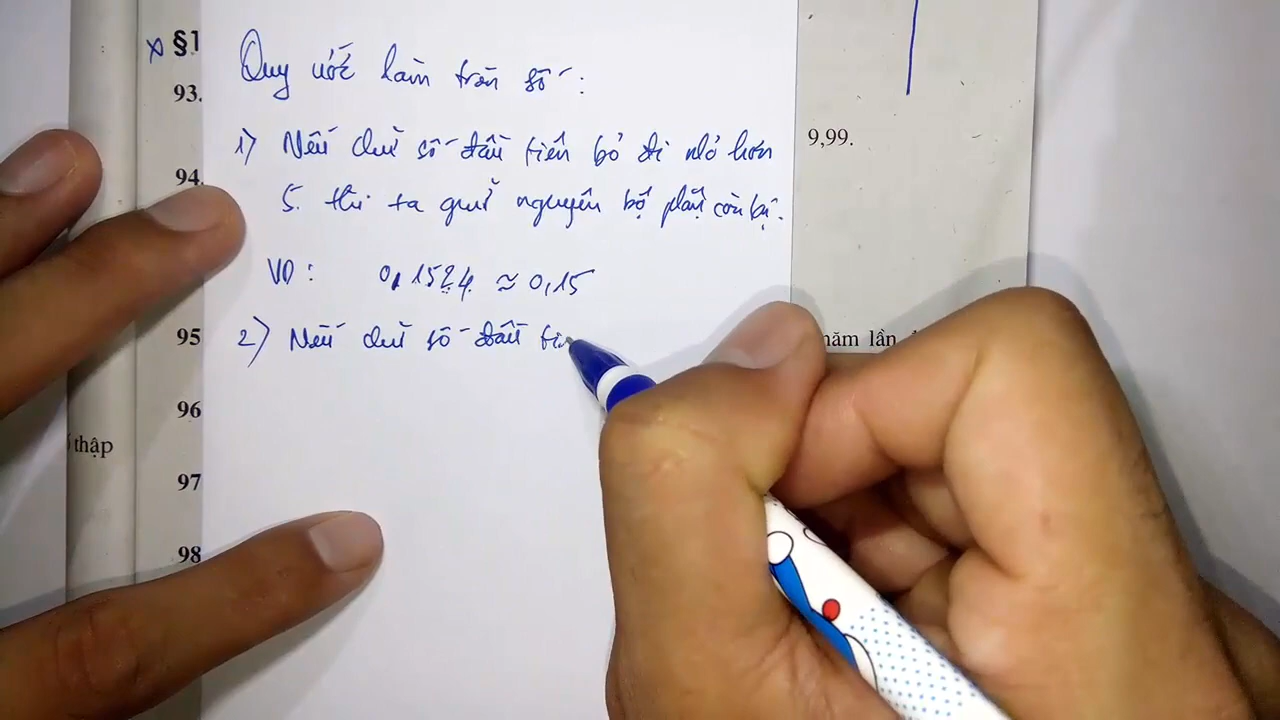 §1
Quy ước làm tròn số:
93.
1) Nếu chữ số đầu tiên bỏ đi nhỏ hơn
9,99.
94.
5. thì ta giữ nguyên bộ phận còn lại.
VD: 0,1524 ≈ 0,15
95
2) Nếu chữ số đầu
năm lần
96
thập
97
98